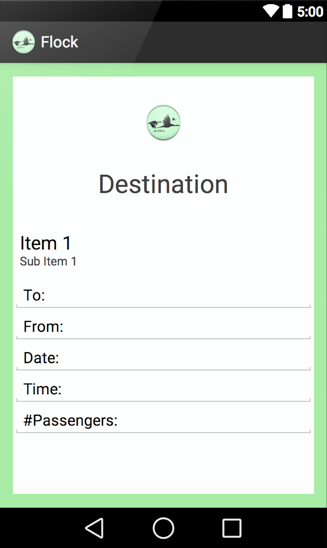 5:00
Flock
Destination
Item 1
Sub Item 1
To:
From:
Date:
Time:
#Passengers: